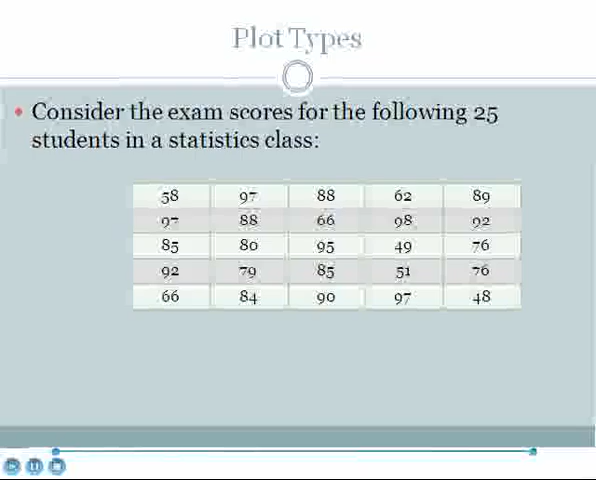 Plot Types
• Consider the exam scores for the following 25
students in a statistics class:
58 97 88 62 89
97 88 66 98 92
85 80 95 49 76
92 79 85 51 76
66 84 90 97 48